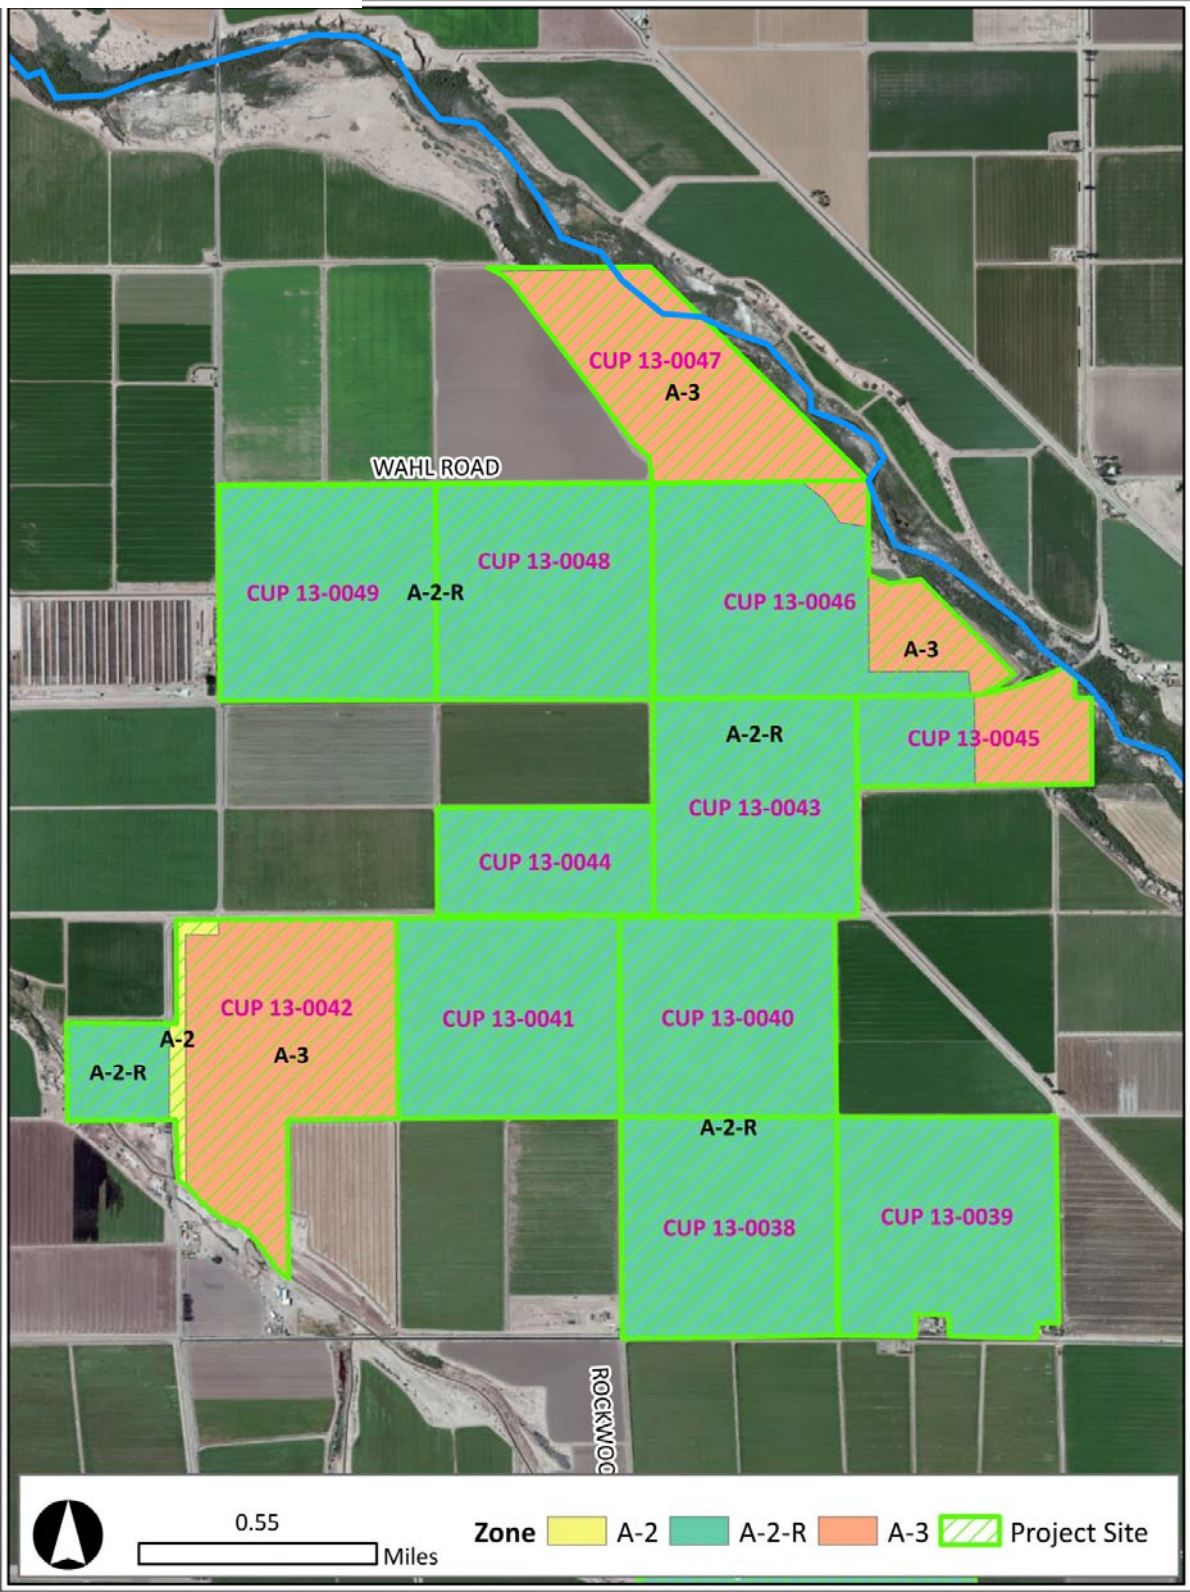 CUP 13-0047
A-3
WAHL ROAD
CUP 13-0048
CUP 13-0049
A-2-R
CUP 13-0046
A-3
A-2-R
CUP 13-0045
CUP 13-0043
CUP 13-0044
CUP 13-0042
CUP 13-0041
CUP 13-0040
A-2
A-3
A-2-R
A-2-R
CUP 13-0038
CUP 13-0039
ROCKWOO
0.55
Miles
Zone A-2 A-2-R A-3 Project Site